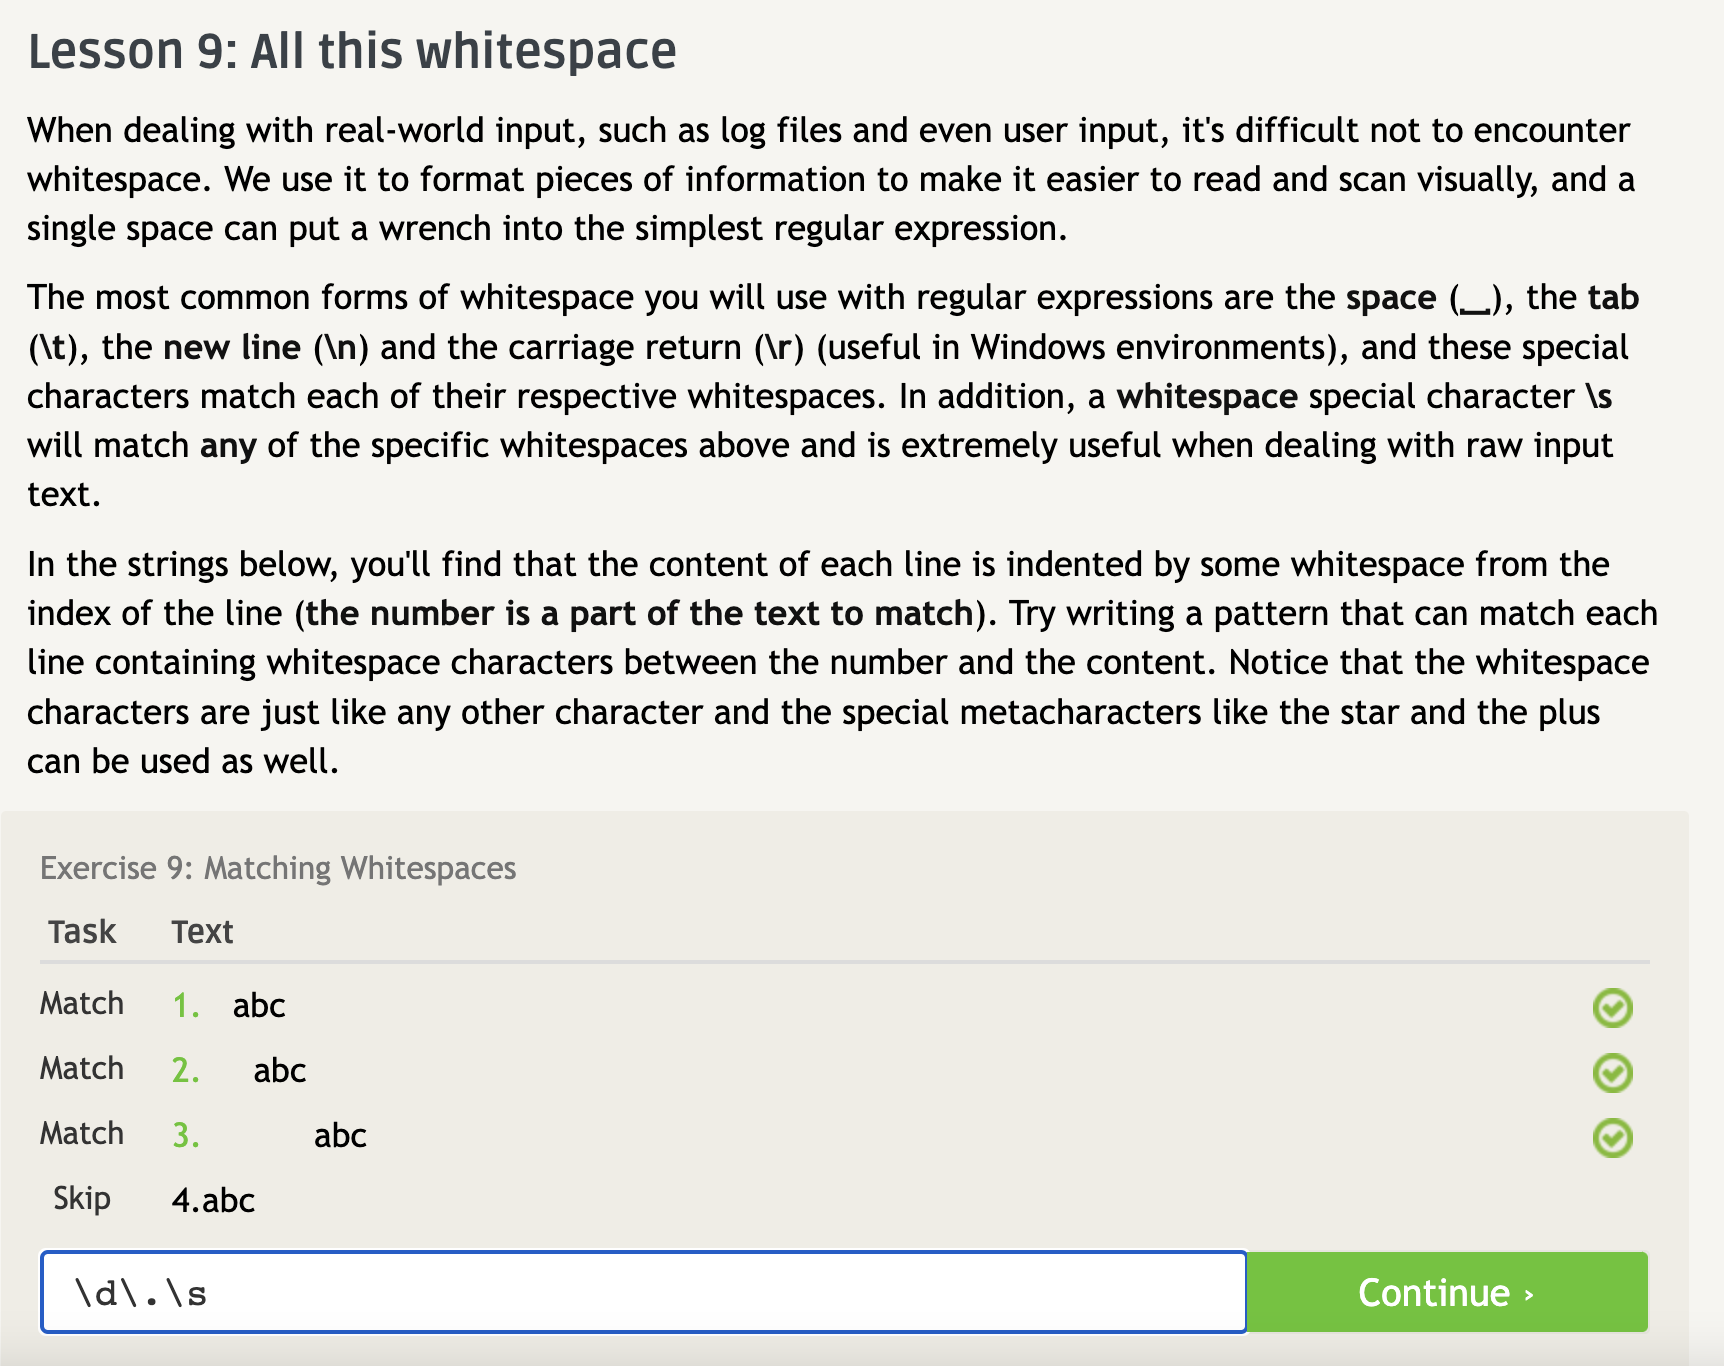 Lesson 9: All this whitespace
When dealing with real-world input, such as log files and even user input, it's difficult not to encounter
whitespace. We use it to format pieces of information to make it easier to read and scan visually, and a
single space can put a wrench into the simplest regular expression.
The most common forms of whitespace you will use with regular expressions are the space (␣), the tab
(\t), the new line (\n) and the carriage return (\r) (useful in Windows environments), and these special
characters match each of their respective whitespaces. In addition, a whitespace special character \s
will match any of the specific whitespaces above and is extremely useful when dealing with raw input
text.
In the strings below, you'll find that the content of each line is indented by some whitespace from the
index of the line (the number is a part of the text to match). Try writing a pattern that can match each
line containing whitespace characters between the number and the content. Notice that the whitespace
characters are just like any other character and the special metacharacters like the star and the plus
can be used as well.
Exercise 9: Matching Whitespaces
Task Text
Match 1.   abc
Match 2.     abc
Match 3.           abc
Skip 4.abc
\d\.\s Continue ›